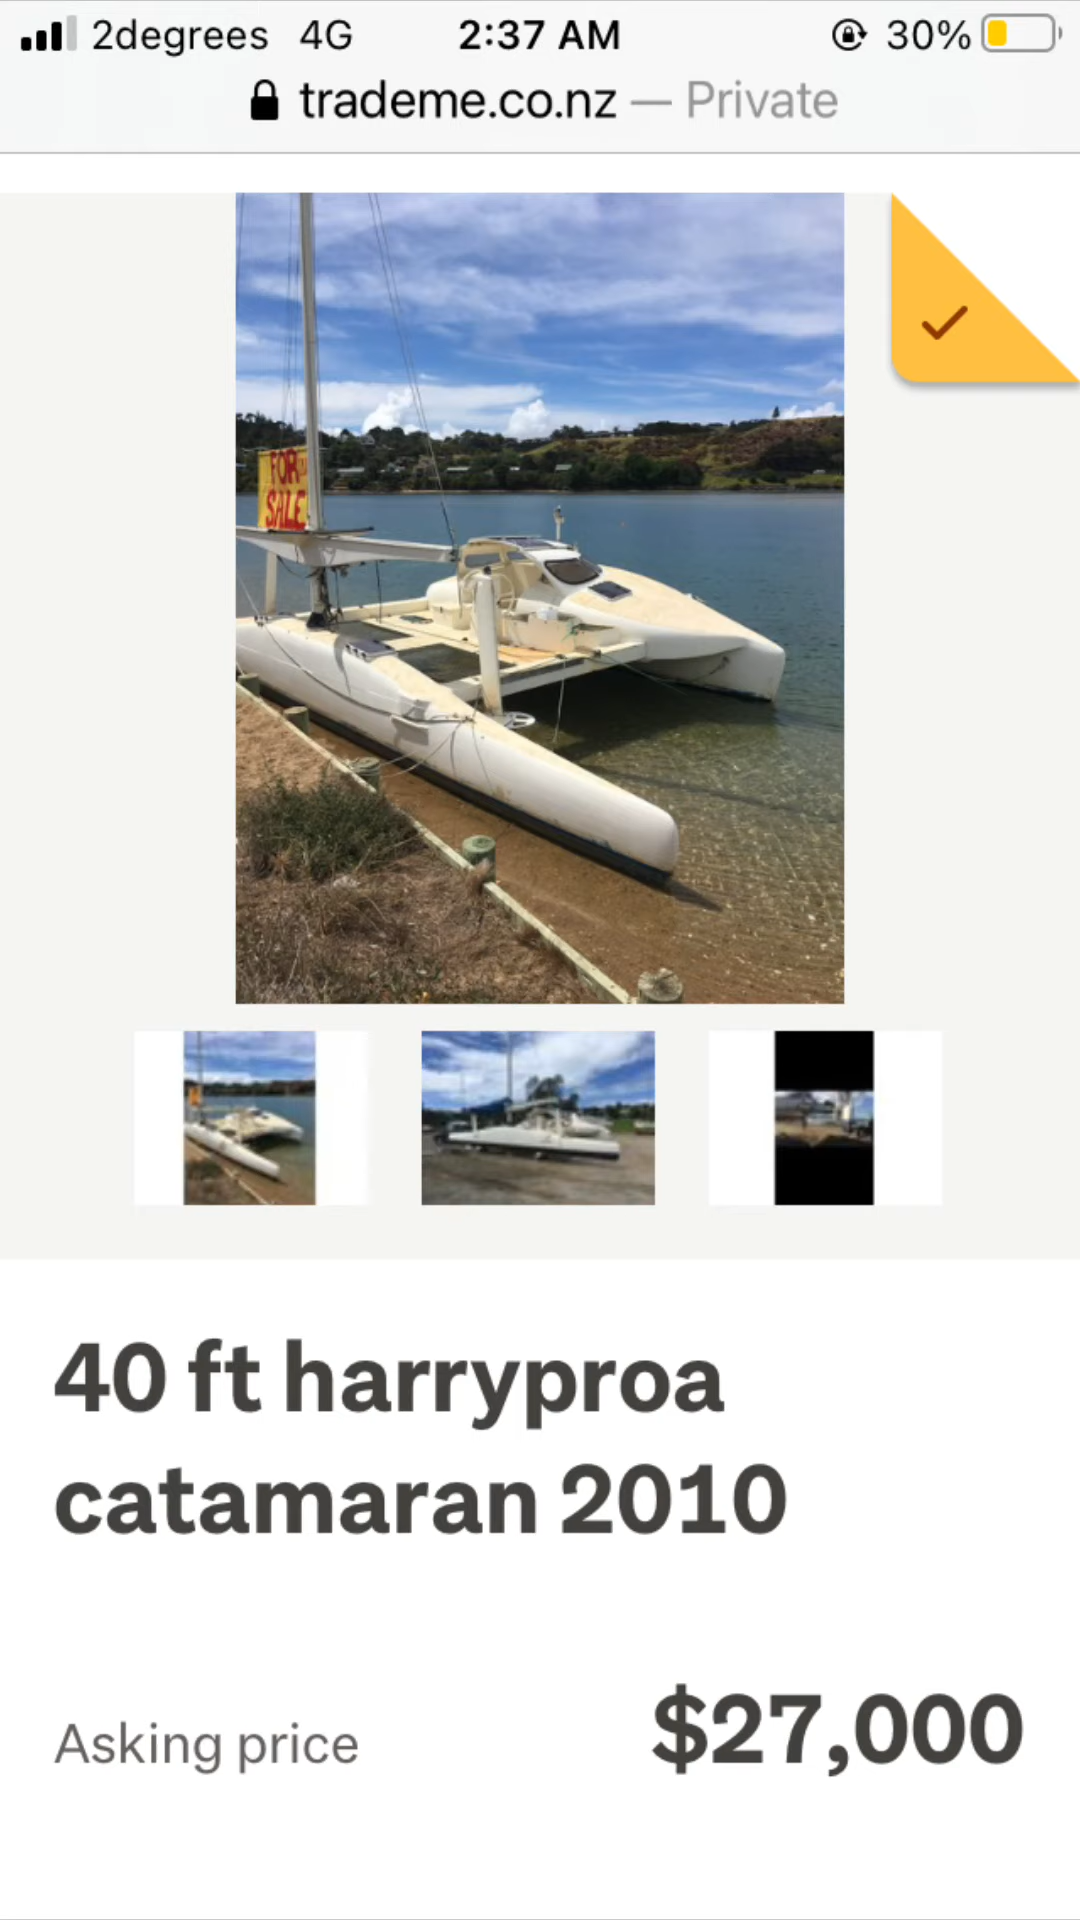 2degrees 4G 2:37 AM 30%
trademe.co.nz — Private
FOR
SALE
40 ft harryproa
catamaran 2010
Asking price $27,000